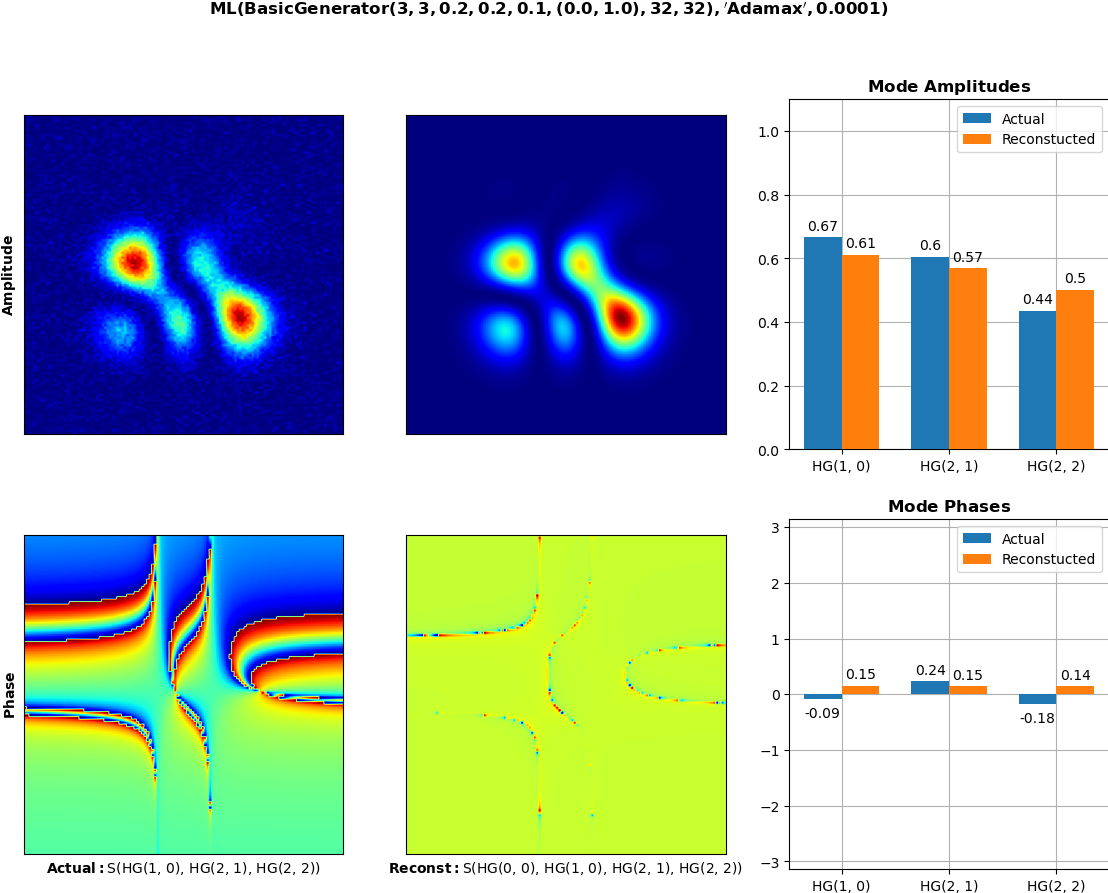 ML(BasicGenerator(3, 3, 0.2, 0.2, 0.1, (0.0, 1.0), 32, 32), ′Adamax′, 0.0001)
Amplitude
Mode Amplitudes
Actual
Reconstucted
1.0
0.8
0.6
0.4
0.2
0.0
0.67
0.61
0.6
0.57
0.44
0.5
HG(1, 0)
HG(2, 1)
HG(2, 2)
Phase
Actual: S(HG(1, 0), HG(2, 1), HG(2, 2))
Reconst: S(HG(0, 0), HG(1, 0), HG(2, 1), HG(2, 2))
Mode Phases
Actual
Reconstucted
3
2
1
0
−1
−2
−3
-0.09
0.15
0.24
0.15
-0.18
0.14
HG(1, 0)
HG(2, 1)
HG(2, 2)